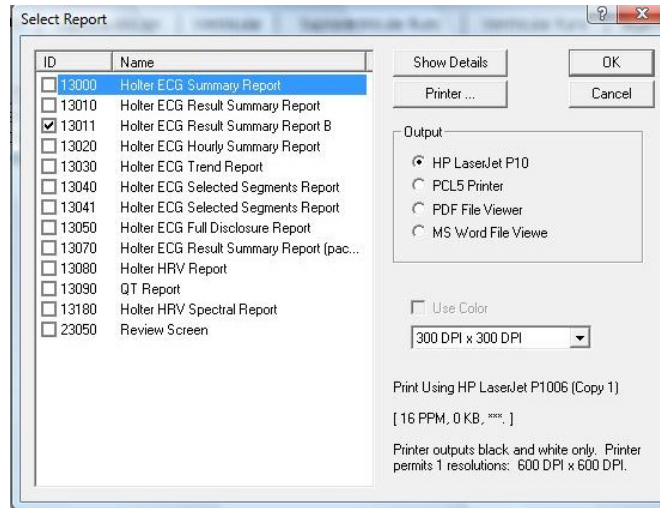 Select Report
ID Name
13000 Holter ECG Summary Report
13010 Holter ECG Result Summary Report
13011 Holter ECG Result Summary Report B
13020 Holter ECG Hourly Summary Report
13030 Holter ECG Trend Report
13040 Holter ECG Selected Segments Report
13041 Holter ECG Selected Segments Report
13050 Holter ECG Full Disclosure Report
13070 Holter ECG Result Summary Report (pac...
13080 Holter HRV Report
13090 QT Report
13180 Holter HRV Spectral Report
23050 Review Screen
Show Details
OK
Printer ...
Cancel
Output
HP LaserJet P10
PCL5 Printer
PDF File Viewer
MS Word File Viewe
Use Color
300 DPI x 300 DPI
Print Using HP LaserJet P1006 (Copy 1)
[ 16 PPM, 0 KB, ***. ]
Printer outputs black and white only. Printer
permits 1 resolutions: 600 DPI x 600 DPI.